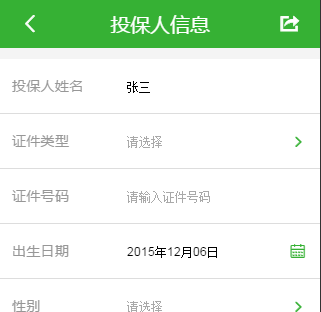 投保人信息
投保人姓名 张三
证件类型 请选择
证件号码 请输入证件号码
出生日期 2015年12月06日
性别 请选择